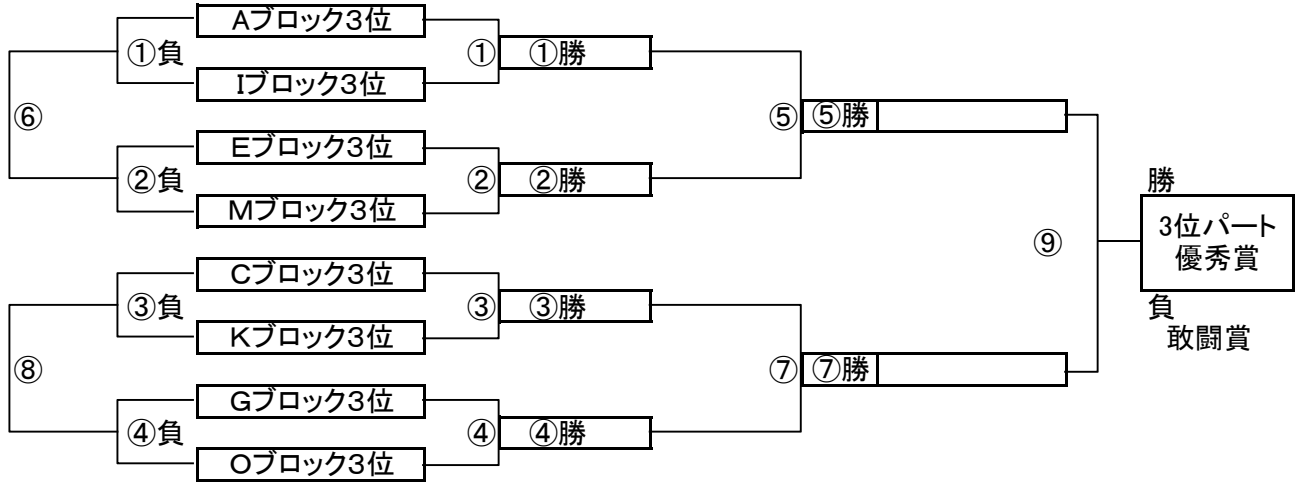 Aブロック3位
①負 ① ①勝
Iブロック3位
⑥ ⑤ ⑤勝
Eブロック3位
②負 ② ②勝
Mブロック3位
勝
3位パート
優秀賞
⑨
Cブロック3位
③負 ③ ③勝
Kブロック3位
負
敢闘賞
⑧ ⑦ ⑦勝
Gブロック3位
④負 ④ ④勝
Oブロック3位